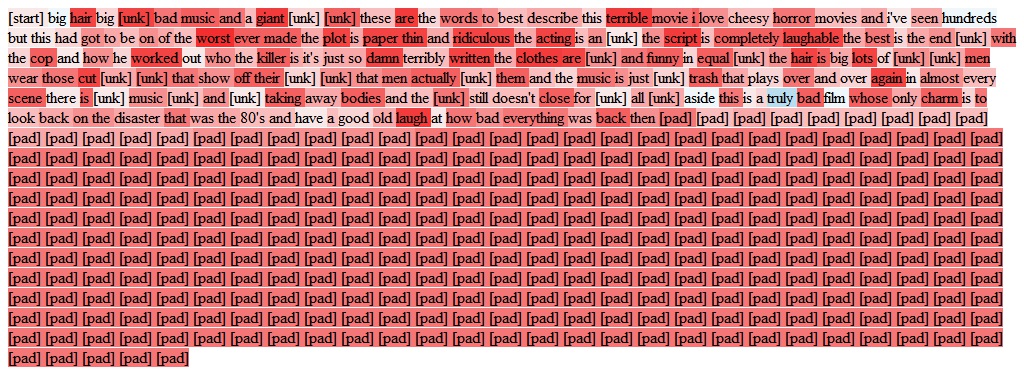 [start] big hair big [unk] bad music and a giant [unk] [unk] these are the words to best describe this terrible movie i love cheesy horror movies and i've seen hundreds
but this had got to be on of the worst ever made the plot is paper thin and ridiculous the acting is an [unk] the script is completely laughable the best is the end [unk] with
the cop and how he worked out who the killer is it's just so damn terribly written the clothes are [unk] and funny in equal [unk] the hair is big lots of [unk] [unk] men
wear those cut [unk] [unk] that show off their [unk] [unk] that men actually [unk] them and the music is just [unk] trash that plays over and over again in almost every
scene there is [unk] music [unk] and [unk] taking away bodies and the [unk] still doesn't close for [unk] all [unk] aside this is a truly bad film whose only charm is to
look back on the disaster that was the 80's and have a good old laugh at how bad everything was back then [pad] [pad] [pad] [pad] [pad] [pad] [pad] [pad] [pad]
[pad] [pad] [pad] [pad] [pad] [pad] [pad] [pad] [pad] [pad] [pad] [pad] [pad] [pad] [pad] [pad] [pad] [pad] [pad] [pad] [pad] [pad] [pad] [pad] [pad] [pad] [pad]
[pad] [pad] [pad] [pad] [pad] [pad] [pad] [pad] [pad] [pad] [pad] [pad] [pad] [pad] [pad] [pad] [pad] [pad] [pad] [pad] [pad] [pad] [pad] [pad] [pad] [pad] [pad]
[pad] [pad] [pad] [pad] [pad] [pad] [pad] [pad] [pad] [pad] [pad] [pad] [pad] [pad] [pad] [pad] [pad] [pad] [pad] [pad] [pad] [pad] [pad] [pad] [pad] [pad] [pad]
[pad] [pad] [pad] [pad] [pad] [pad] [pad] [pad] [pad] [pad] [pad] [pad] [pad] [pad] [pad] [pad] [pad] [pad] [pad] [pad] [pad] [pad] [pad] [pad] [pad] [pad] [pad]
[pad] [pad] [pad] [pad] [pad] [pad] [pad] [pad] [pad] [pad] [pad] [pad] [pad] [pad] [pad] [pad] [pad] [pad] [pad] [pad] [pad] [pad] [pad] [pad] [pad] [pad] [pad]
[pad] [pad] [pad] [pad] [pad] [pad] [pad] [pad] [pad] [pad] [pad] [pad] [pad] [pad] [pad] [pad] [pad] [pad] [pad] [pad] [pad] [pad] [pad] [pad] [pad] [pad] [pad]
[pad] [pad] [pad] [pad] [pad] [pad] [pad] [pad] [pad] [pad] [pad] [pad] [pad] [pad] [pad] [pad] [pad] [pad] [pad] [pad] [pad] [pad] [pad] [pad] [pad] [pad] [pad]
[pad] [pad] [pad] [pad] [pad] [pad] [pad] [pad] [pad] [pad] [pad] [pad] [pad] [pad] [pad] [pad] [pad] [pad] [pad] [pad] [pad] [pad] [pad] [pad] [pad] [pad] [pad]
[pad] [pad] [pad] [pad] [pad] [pad] [pad] [pad] [pad] [pad] [pad] [pad] [pad] [pad] [pad] [pad] [pad] [pad] [pad] [pad] [pad] [pad] [pad] [pad] [pad] [pad] [pad]
[pad] [pad] [pad] [pad] [pad] [pad] [pad] [pad] [pad] [pad] [pad] [pad] [pad] [pad] [pad] [pad] [pad] [pad] [pad] [pad] [pad] [pad] [pad] [pad] [pad] [pad] [pad]
[pad] [pad] [pad] [pad] [pad] [pad] [pad] [pad] [pad] [pad] [pad] [pad] [pad] [pad] [pad] [pad] [pad] [pad] [pad] [pad] [pad] [pad] [pad] [pad] [pad] [pad] [pad]
[pad] [pad] [pad] [pad] [pad]